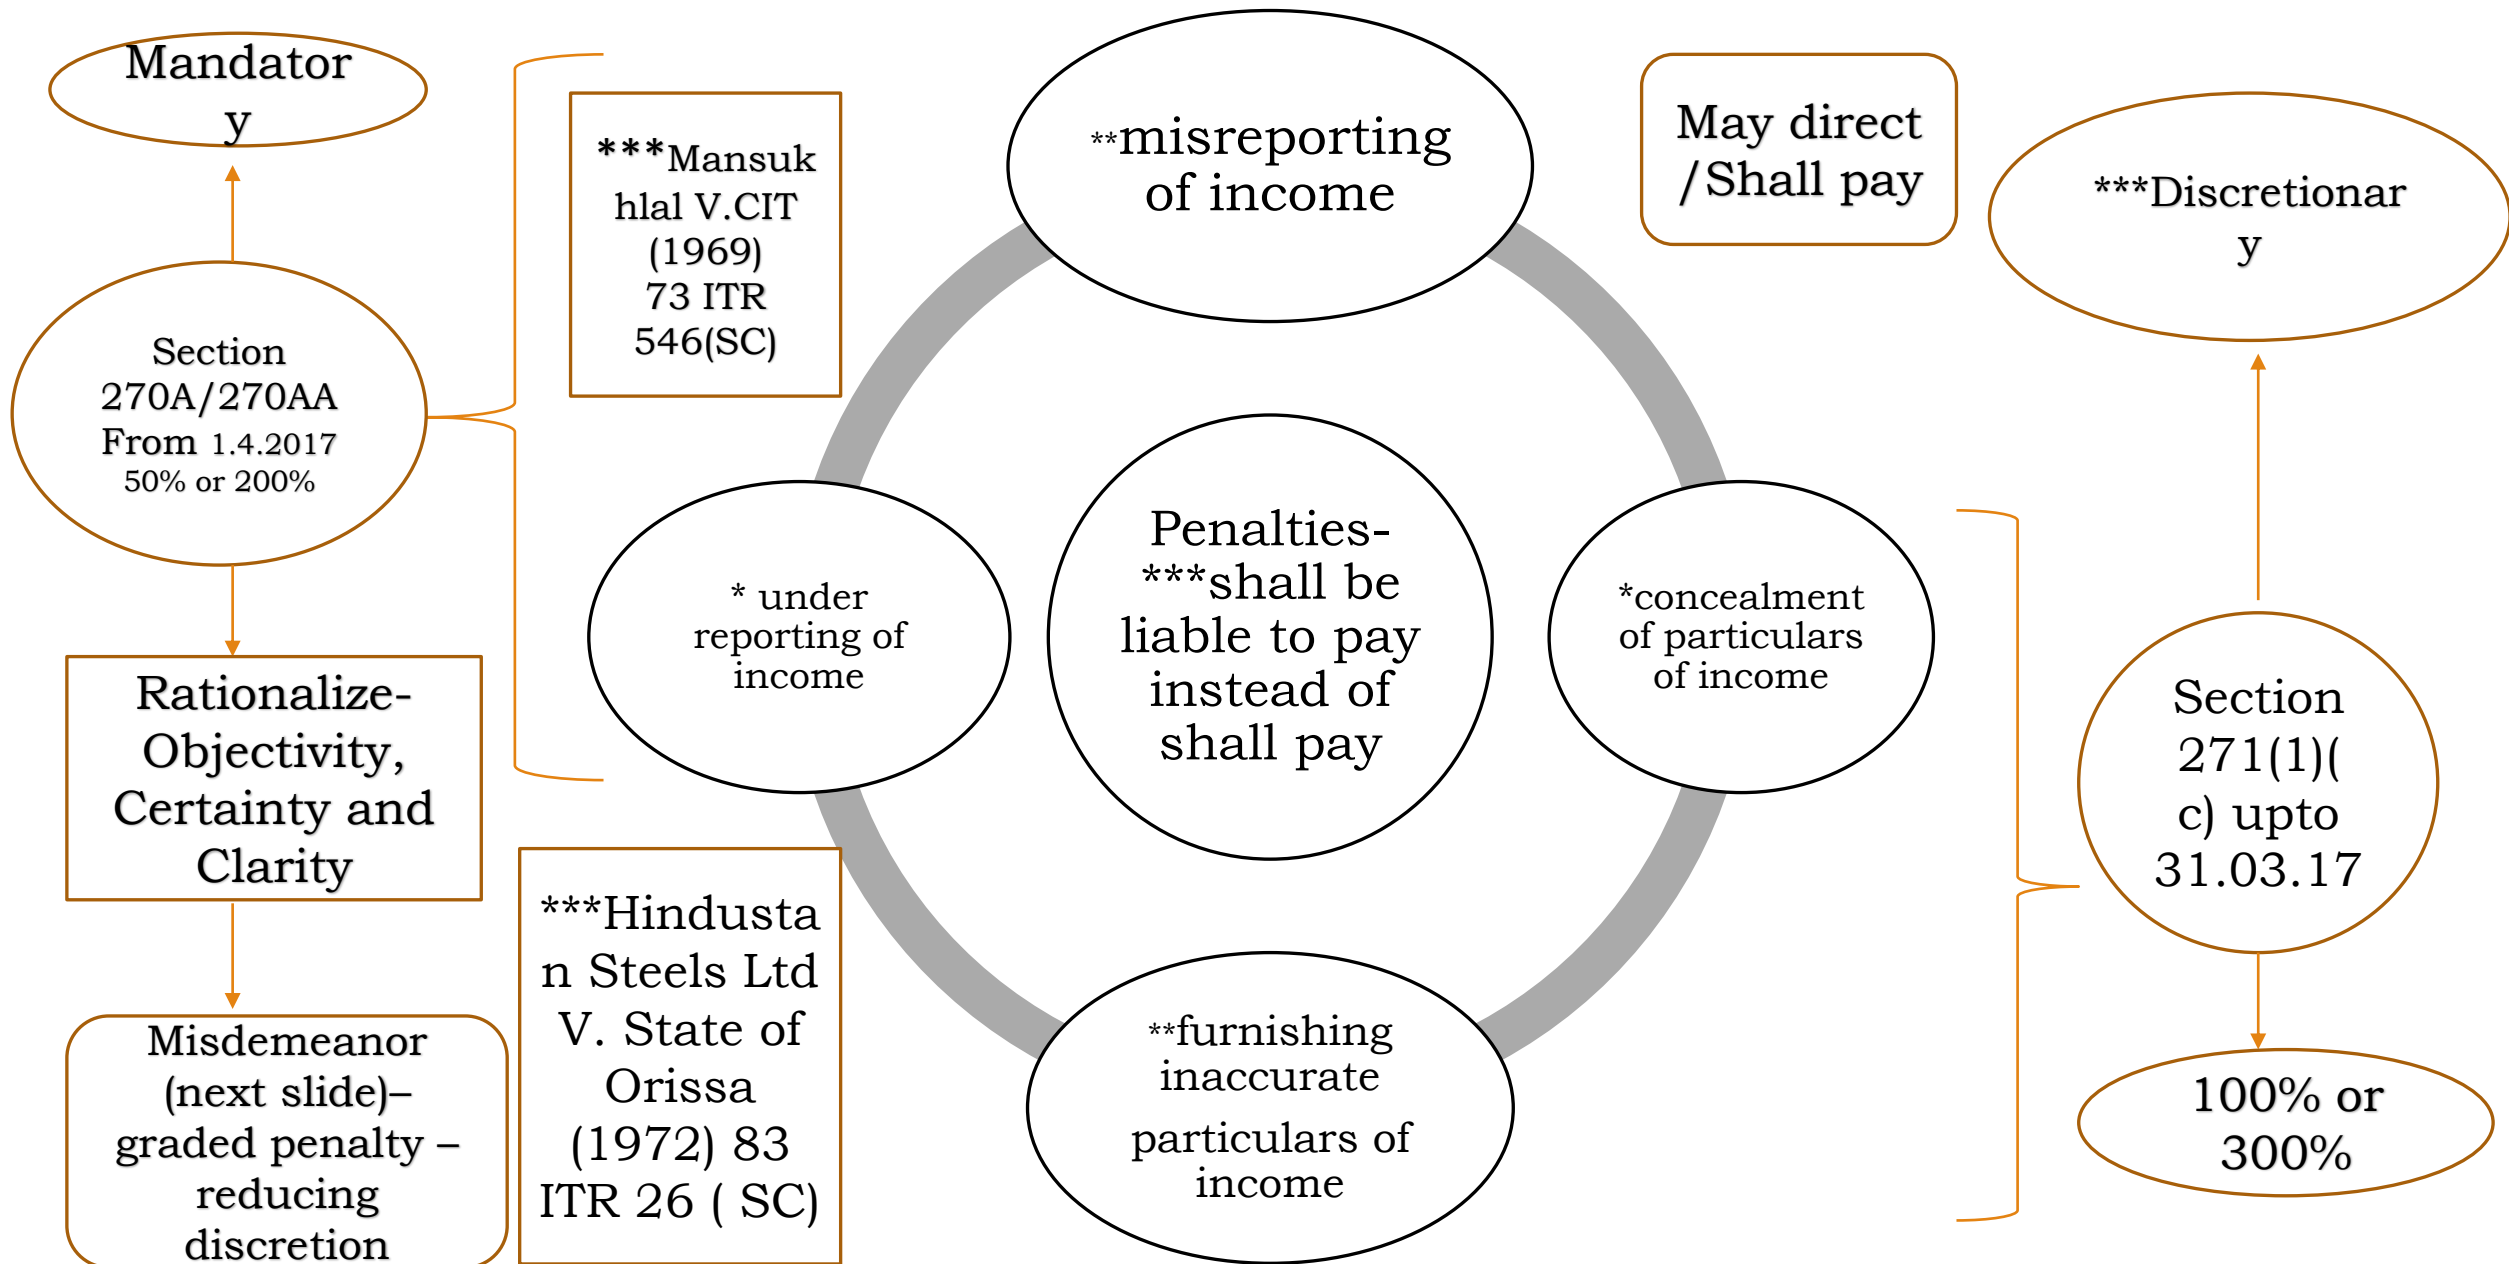 Mandator
y
Section
270A/270AA
From 1.4.2017
50% or 200%
Rationalize-
Objectivity,
Certainty and
Clarity
Misdemeanor
(next slide)–
graded penalty –
reducing
discretion
***Mansuk
hlal V.CIT
(1969)
73 ITR
546(SC)
***Hindusta
n Steels Ltd
V. State of
Orissa
(1972) 83
ITR 26 ( SC)
**misreporting
of income
* under
reporting of
income
Penalties-
***shall be
liable to pay
instead of
shall pay
*concealment
of particulars
of income
**furnishing
inaccurate
particulars of
income
May direct
/Shall pay
***Discretionar
y
Section
271(1)(
c) upto
31.03.17
100% or
300%